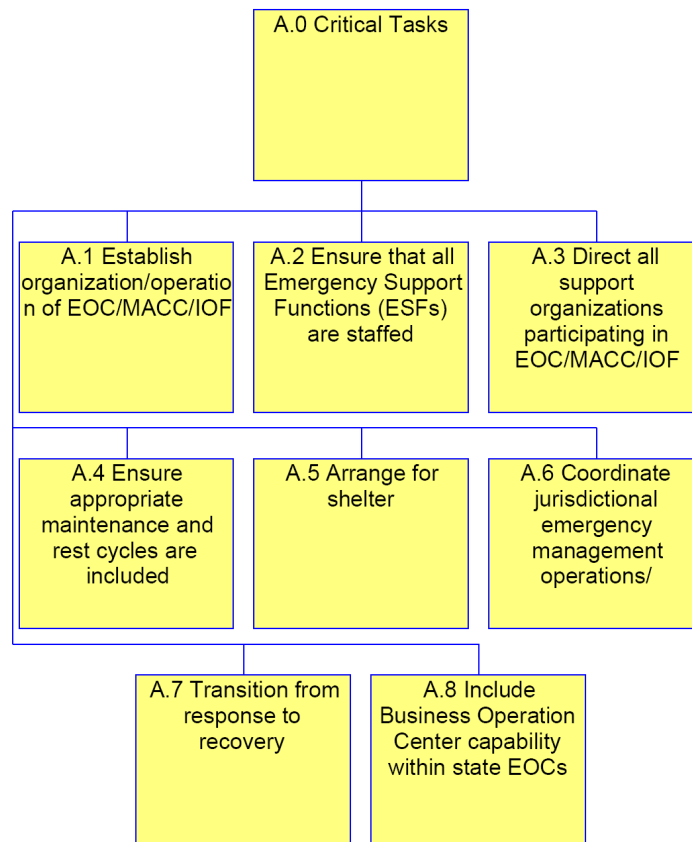 A.0 Critical Tasks
A.1 Establish
organization/operatio
n of EOC/MACC/IOF
A.2 Ensure that all
Emergency Support
Functions (ESFs)
are staffed
A.3 Direct all
support
organizations
participating in
EOC/MACC/IOF
A.4 Ensure
appropriate
maintenance and
rest cycles are
included
A.5 Arrange for
shelter
A.6 Coordinate
jurisdictional
emergency
management
operations/
A.7 Transition from
response to
recovery
A.8 Include
Business Operation
Center capability
within state EOCs